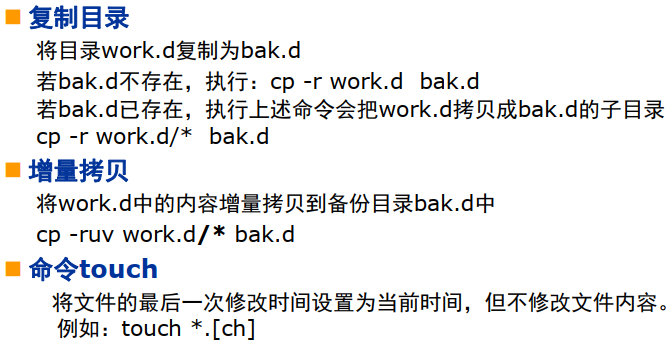 复制目录
将目录work.d复制为bak.d
若bak.d不存在，执行：cp -r work.d  bak.d
若bak.d已存在，执行上述命令会把work.d拷贝成bak.d的子目录
cp -r work.d/*  bak.d
增量拷贝
将work.d中的内容增量拷贝到备份目录bak.d中
cp -ruv work.d/* bak.d
命令touch
将文件的最后一次修改时间设置为当前时间，但不修改文件内容。
例如：touch *.[ch]